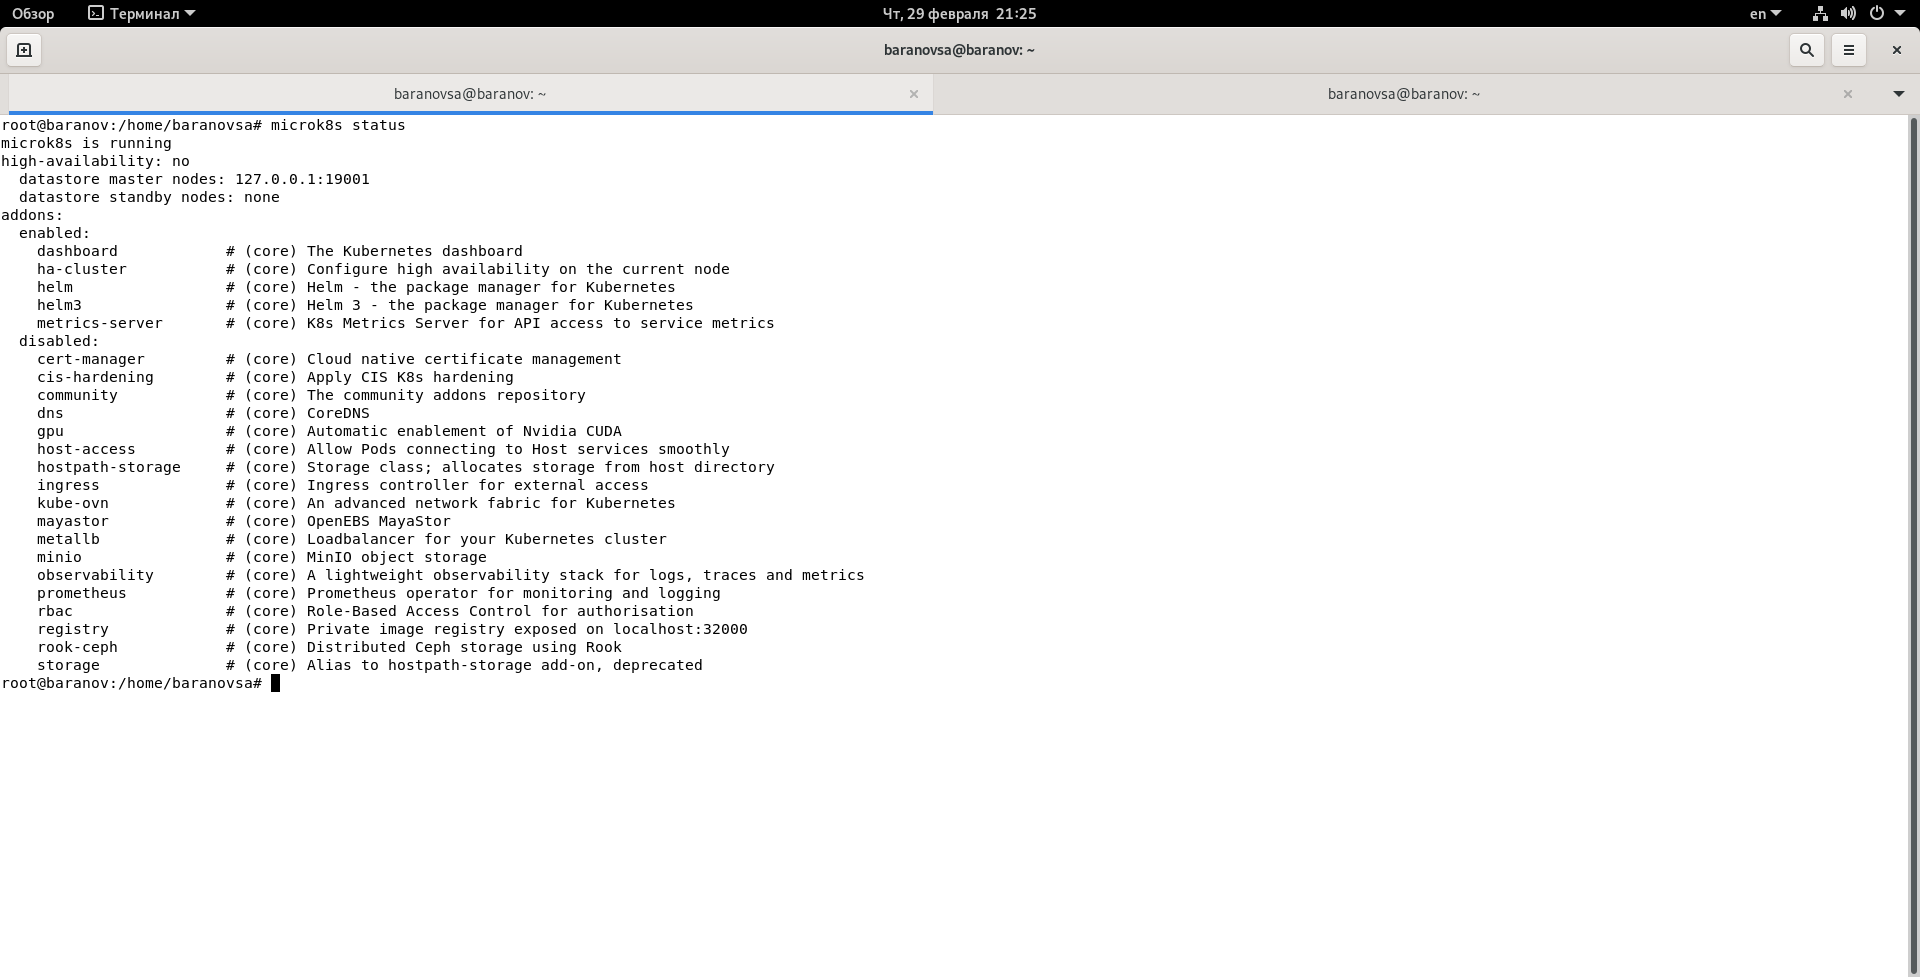 Обзор Терминал Чт, 29 февраля 21:25 en
baranovsa@baranov: ~
baranovsa@baranov: ~ baranovsa@baranov: ~
root@baranov:/home/baranovsa# microk8s status
microk8s is running
high-availability: no
  datastore master nodes: 127.0.0.1:19001
  datastore standby nodes: none
addons:
  enabled:
    dashboard            # (core) The Kubernetes dashboard
    ha-cluster           # (core) Configure high availability on the current node
    helm                 # (core) Helm - the package manager for Kubernetes
    helm3                # (core) Helm 3 - the package manager for Kubernetes
    metrics-server       # (core) K8s Metrics Server for API access to service metrics
  disabled:
    cert-manager         # (core) Cloud native certificate management
    cis-hardening        # (core) Apply CIS K8s hardening
    community            # (core) The community addons repository
    dns                  # (core) CoreDNS
    gpu                  # (core) Automatic enablement of Nvidia CUDA
    host-access          # (core) Allow Pods connecting to Host services smoothly
    hostpath-storage     # (core) Storage class; allocates storage from host directory
    ingress              # (core) Ingress controller for external access
    kube-ovn             # (core) An advanced network fabric for Kubernetes
    mayastor             # (core) OpenEBS MayaStor
    metallb              # (core) Loadbalancer for your Kubernetes cluster
    minio                # (core) MinIO object storage
    observability        # (core) A lightweight observability stack for logs, traces and metrics
    prometheus           # (core) Prometheus operator for monitoring and logging
    rbac                 # (core) Role-Based Access Control for authorisation
    registry             # (core) Private image registry exposed on localhost:32000
    rook-ceph            # (core) Distributed Ceph storage using Rook
    storage              # (core) Alias to hostpath-storage add-on, deprecated
root@baranov:/home/baranovsa#